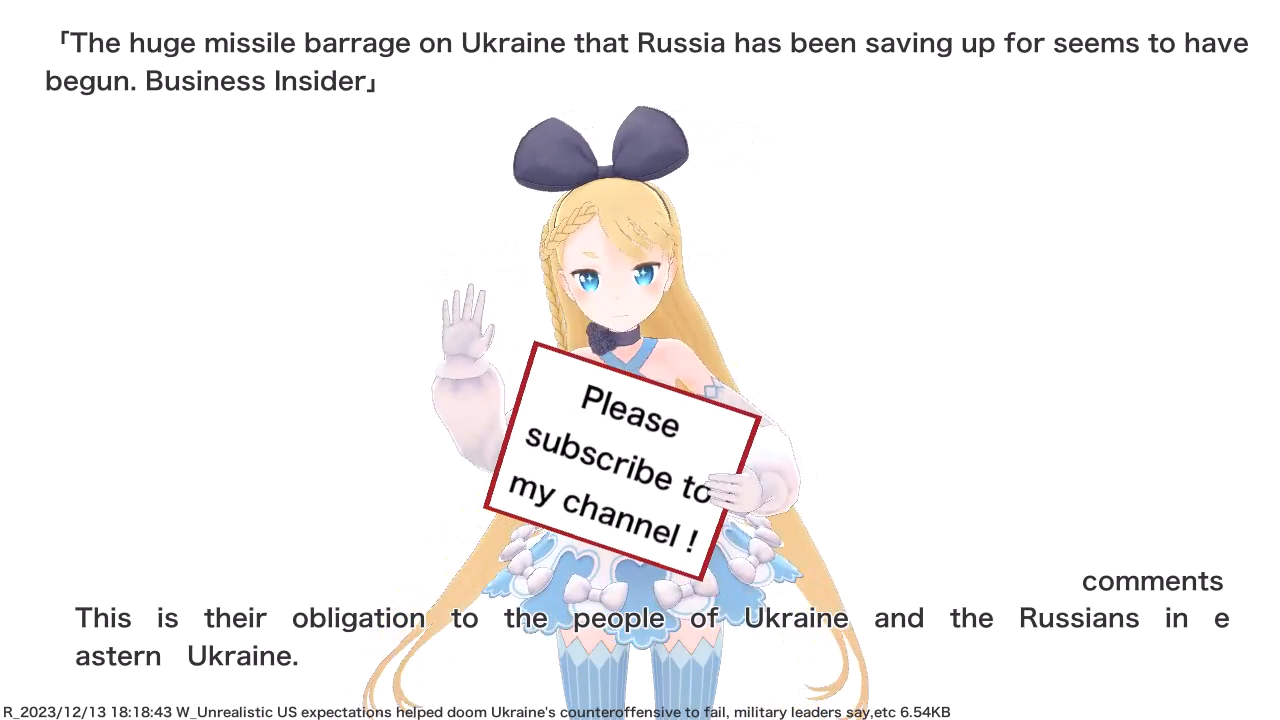 「The huge missile barrage on Ukraine that Russia has been saving up for seems to have
begun. Business Insider」
Please
subscribe to
my channel !
comments
This is their obligation to the people of Ukraine and the Russians in e
astern Ukraine.
R_2023/12/13 18:18:43 W_Unrealistic US expectations helped doom Ukraine's counteroffensive to fail, military leaders say,etc 6.54KB